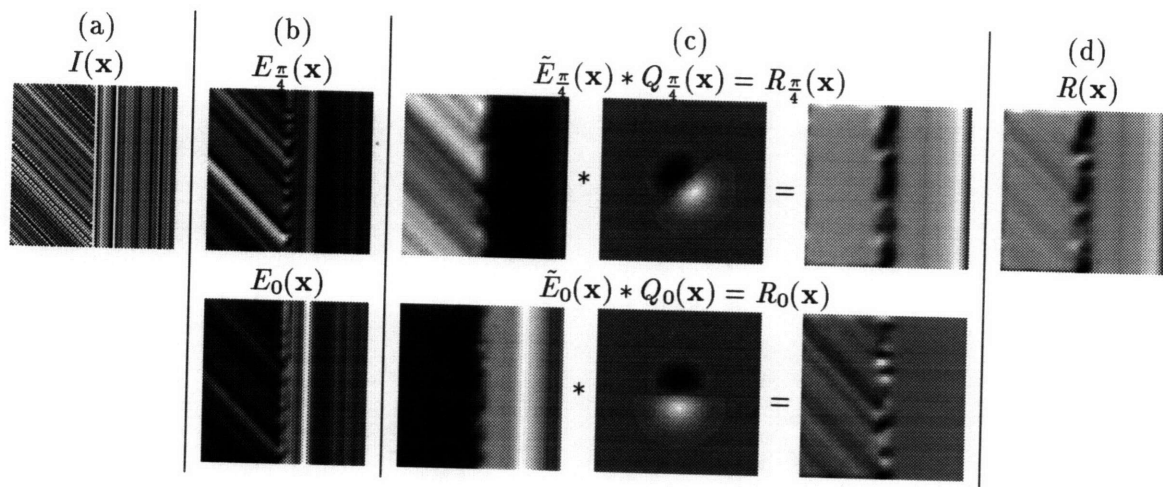 (a)
I(x)
(b)
E_{π/4}(x)
(c)
Ẽ_{π/4}(x) * Q_{π/4}(x) = R_{π/4}(x)
(d)
R(x)
* =
E_0(x)
Ẽ_0(x) * Q_0(x) = R_0(x)
* =